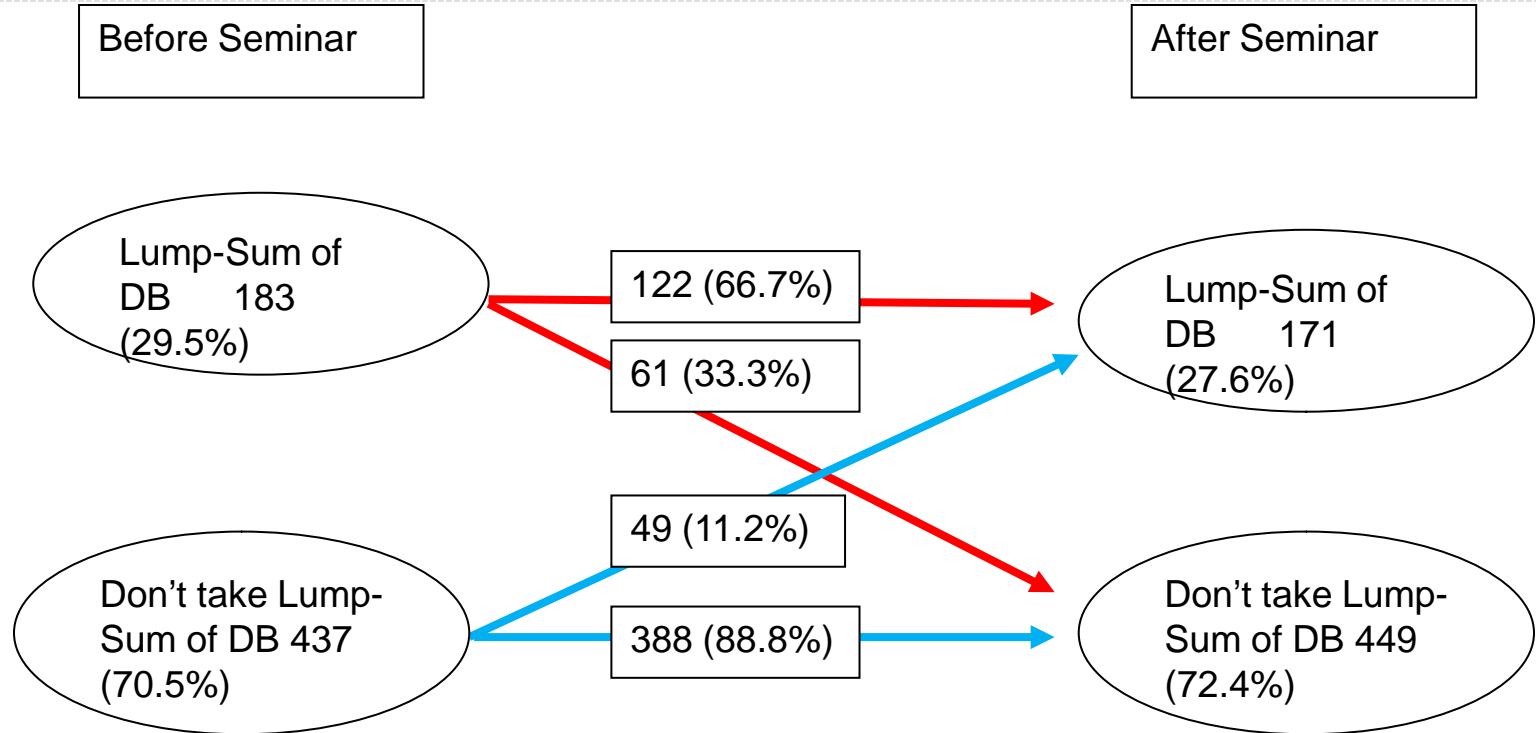 Before Seminar
After Seminar
Lump-Sum of
DB 183
(29.5%)
122 (66.7%)
61 (33.3%)
Lump-Sum of
DB 171
(27.6%)
49 (11.2%)
388 (88.8%)
Don’t take Lump-
Sum of DB 437
(70.5%)
Don’t take Lump-
Sum of DB 449
(72.4%)